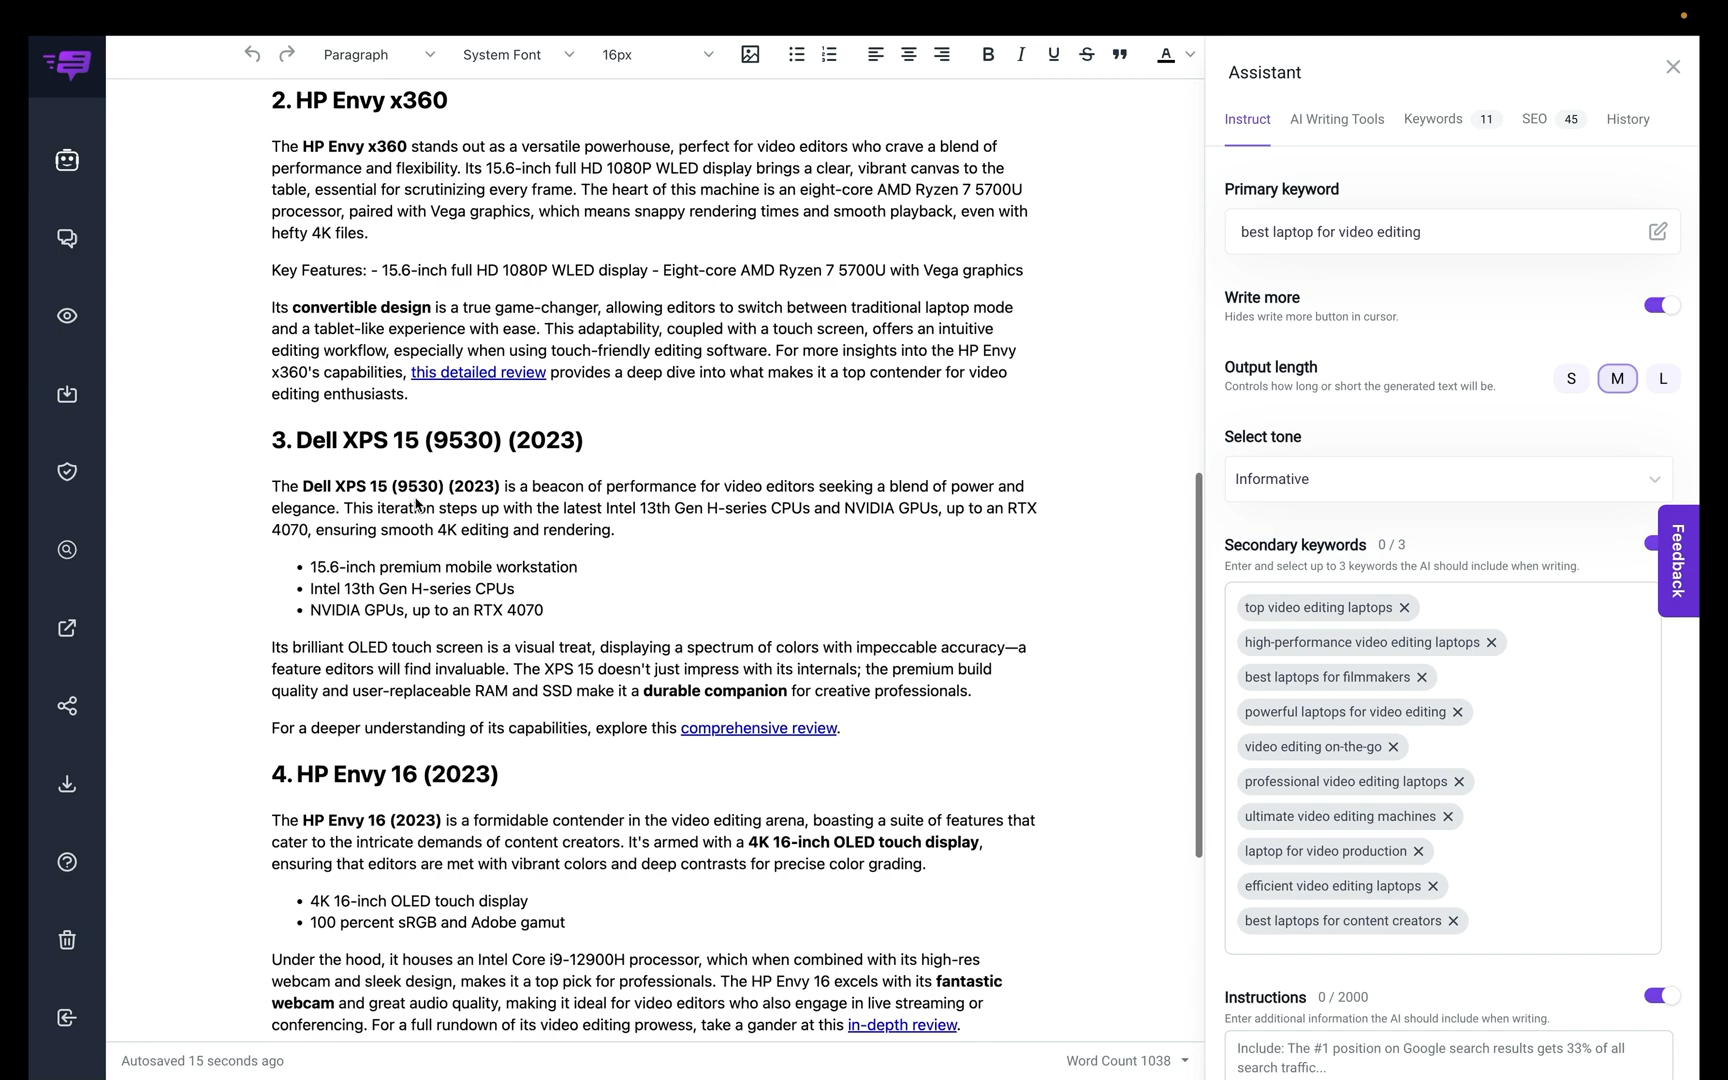 Paragraph
System Font
16px
2. HP Envy x360
The HP Envy x360 stands out as a versatile powerhouse, perfect for video editors who crave a blend of
performance and flexibility. Its 15.6-inch full HD 1080P WLED display brings a clear, vibrant canvas to the
table, essential for scrutinizing every frame. The heart of this machine is an eight-core AMD Ryzen 7 5700U
processor, paired with Vega graphics, which means snappy rendering times and smooth playback, even with
hefty 4K files.
Key Features: - 15.6-inch full HD 1080P WLED display - Eight-core AMD Ryzen 7 5700U with Vega graphics
Its convertible design is a true game-changer, allowing editors to switch between traditional laptop mode
and a tablet-like experience with ease. This adaptability, coupled with a touch screen, offers an intuitive
editing workflow, especially when using touch-friendly editing software. For more insights into the HP Envy
x360's capabilities, this detailed review provides a deep dive into what makes it a top contender for video
editing enthusiasts.
3. Dell XPS 15 (9530) (2023)
The Dell XPS 15 (9530) (2023) is a beacon of performance for video editors seeking a blend of power and
elegance. This iteration steps up with the latest Intel 13th Gen H-series CPUs and NVIDIA GPUs, up to an RTX
4070, ensuring smooth 4K editing and rendering.
• 15.6-inch premium mobile workstation
• Intel 13th Gen H-series CPUs
• NVIDIA GPUs, up to an RTX 4070
Its brilliant OLED touch screen is a visual treat, displaying a spectrum of colors with impeccable accuracy—a
feature editors will find invaluable. The XPS 15 doesn't just impress with its internals; the premium build
quality and user-replaceable RAM and SSD make it a durable companion for creative professionals.
For a deeper understanding of its capabilities, explore this comprehensive review.
4. HP Envy 16 (2023)
The HP Envy 16 (2023) is a formidable contender in the video editing arena, boasting a suite of features that
cater to the intricate demands of content creators. It's armed with a 4K 16-inch OLED touch display,
ensuring that editors are met with vibrant colors and deep contrasts for precise color grading.
• 4K 16-inch OLED touch display
• 100 percent sRGB and Adobe gamut
Under the hood, it houses an Intel Core i9-12900H processor, which when combined with its high-res
webcam and sleek design, makes it a top pick for professionals. The HP Envy 16 excels with its fantastic
webcam and great audio quality, making it ideal for video editors who also engage in live streaming or
conferencing. For a full rundown of its video editing prowess, take a gander at this in-depth review.
Autosaved 15 seconds ago
Word Count 1038
Assistant
Instruct AI Writing Tools Keywords 11 SEO 45 History
Primary keyword
best laptop for video editing
Write more
Hides write more button in cursor.
Output length
Controls how long or short the generated text will be.
S M L
Select tone
Informative
Feedback
Secondary keywords 0 / 3
Enter and select up to 3 keywords the AI should include when writing.
top video editing laptops
high-performance video editing laptops
best laptops for filmmakers
powerful laptops for video editing
video editing on-the-go
professional video editing laptops
ultimate video editing machines
laptop for video production
efficient video editing laptops
best laptops for content creators
Instructions 0 / 2000
Enter additional information the AI should include when writing.
Include: The #1 position on Google search results gets 33% of all
search traffic...